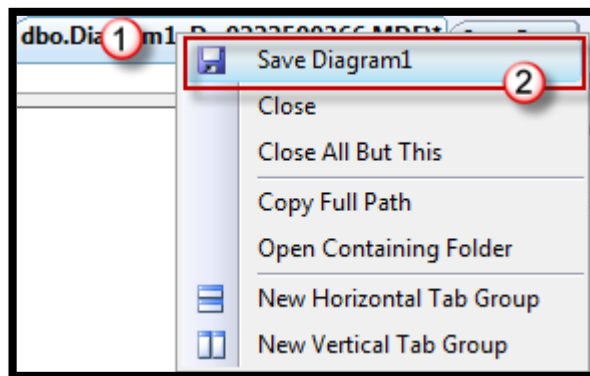 dbo.Dia 1 m1
Save Diagram1
2
Close
Close All But This
Copy Full Path
Open Containing Folder
New Horizontal Tab Group
New Vertical Tab Group